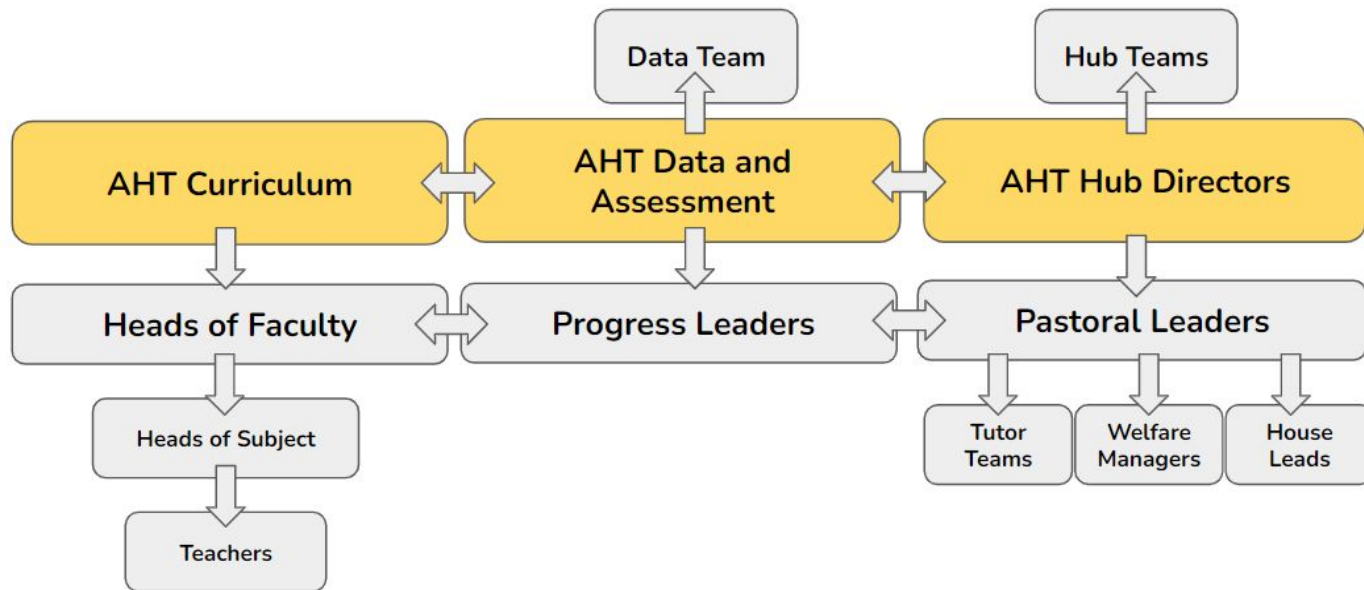 Data Team
Hub Teams
AHT Curriculum
AHT Data and
Assessment
AHT Hub Directors
Heads of Faculty
Progress Leaders
Pastoral Leaders
Heads of Subject
Tutor
Teams
Welfare
Managers
House
Leads
Teachers